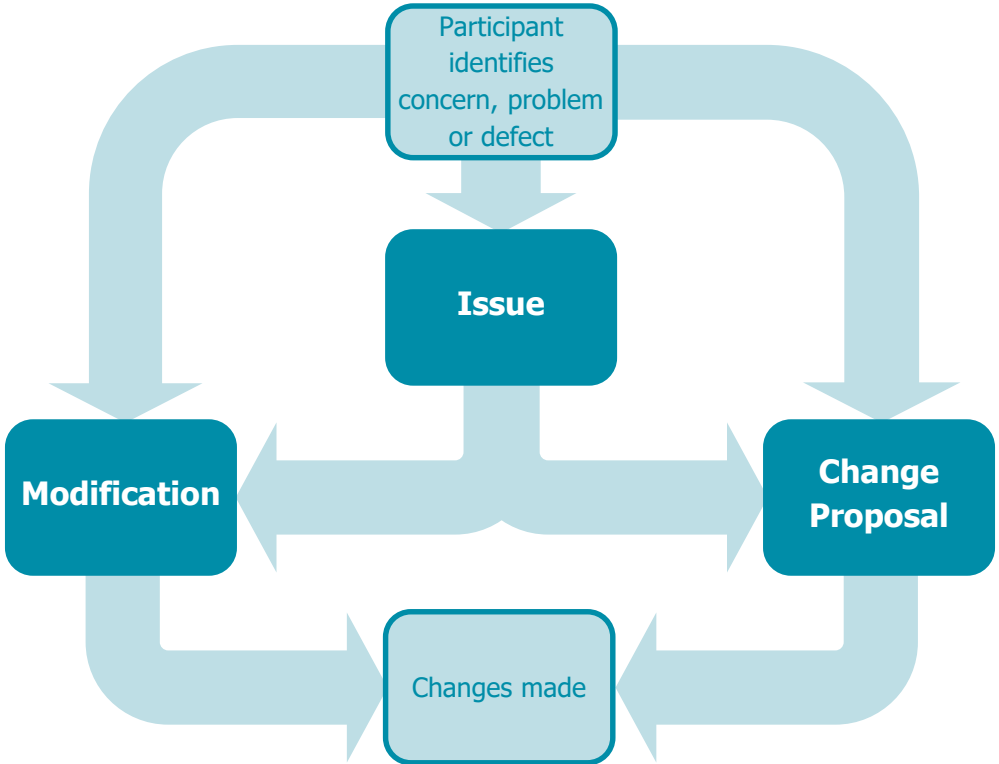 Participant
identifies
concern, problem
or defect
Issue
Modification
Change
Proposal
Changes made